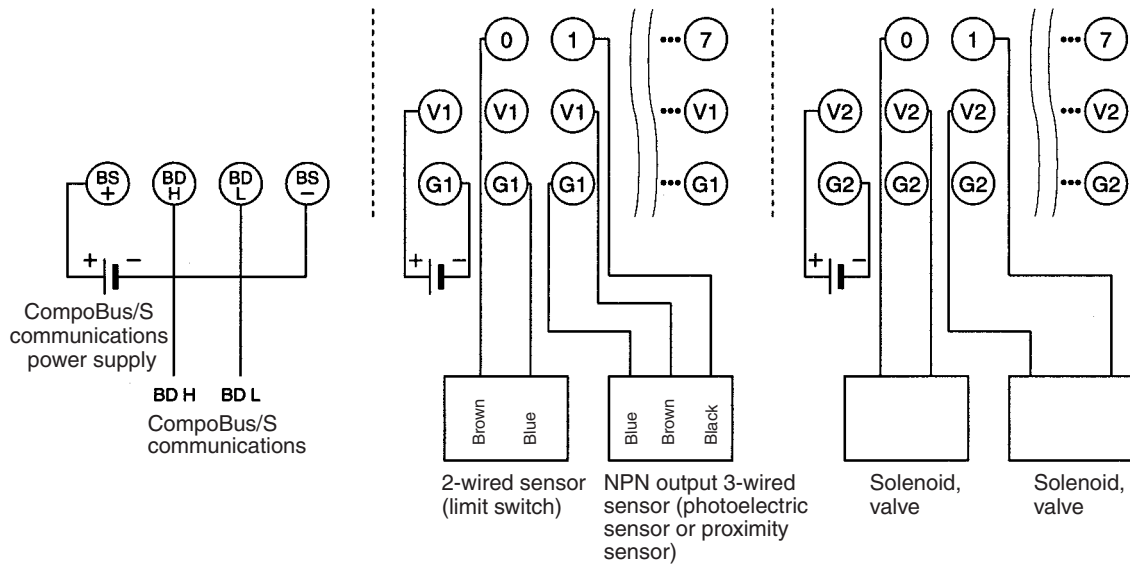 0 1 ••• 7
V1 V1 V1 ••• V1
G1 G1 G1 ••• G1
0 1 ••• 7
V2 V2 V2 ••• V2
G2 G2 G2 ••• G2
BS + BD H BD L BS –
+ –
CompoBus/S
communications
power supply
BD H BD L
CompoBus/S
communications
+ –
Brown
Blue
Blue
Brown
Black
2-wired sensor
(limit switch)
NPN output 3-wired
sensor (photoelectric
sensor or proximity
sensor)
+ –
Solenoid,
valve
Solenoid,
valve